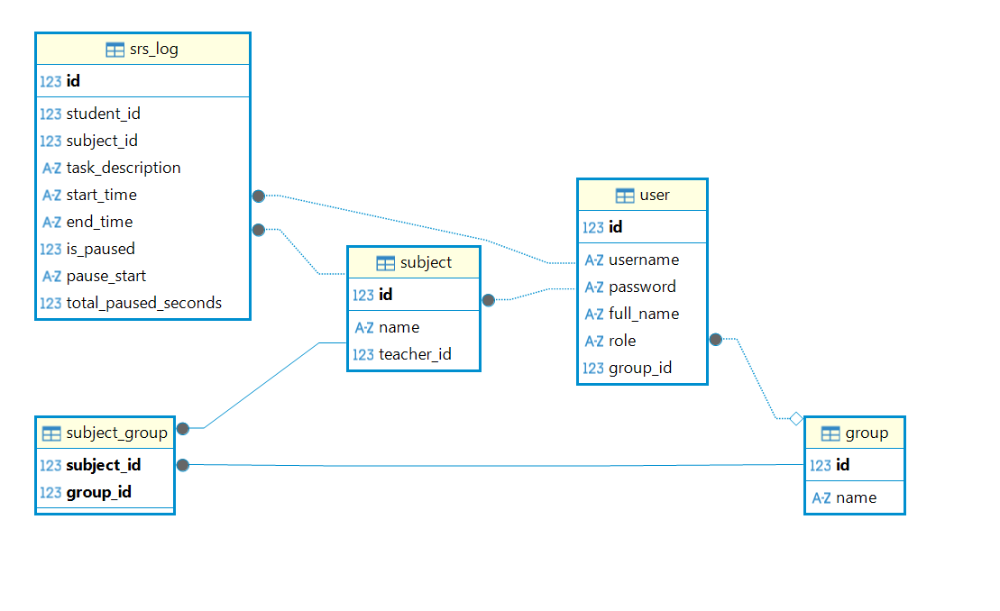 srs_log
123 id
123 student_id
123 subject_id
A-Z task_description
A-Z start_time
A-Z end_time
123 is_paused
A-Z pause_start
123 total_paused_seconds
subject
123 id
A-Z name
123 teacher_id
user
123 id
A-Z username
A-Z password
A-Z full_name
A-Z role
123 group_id
subject_group
123 subject_id
123 group_id
group
123 id
A-Z name